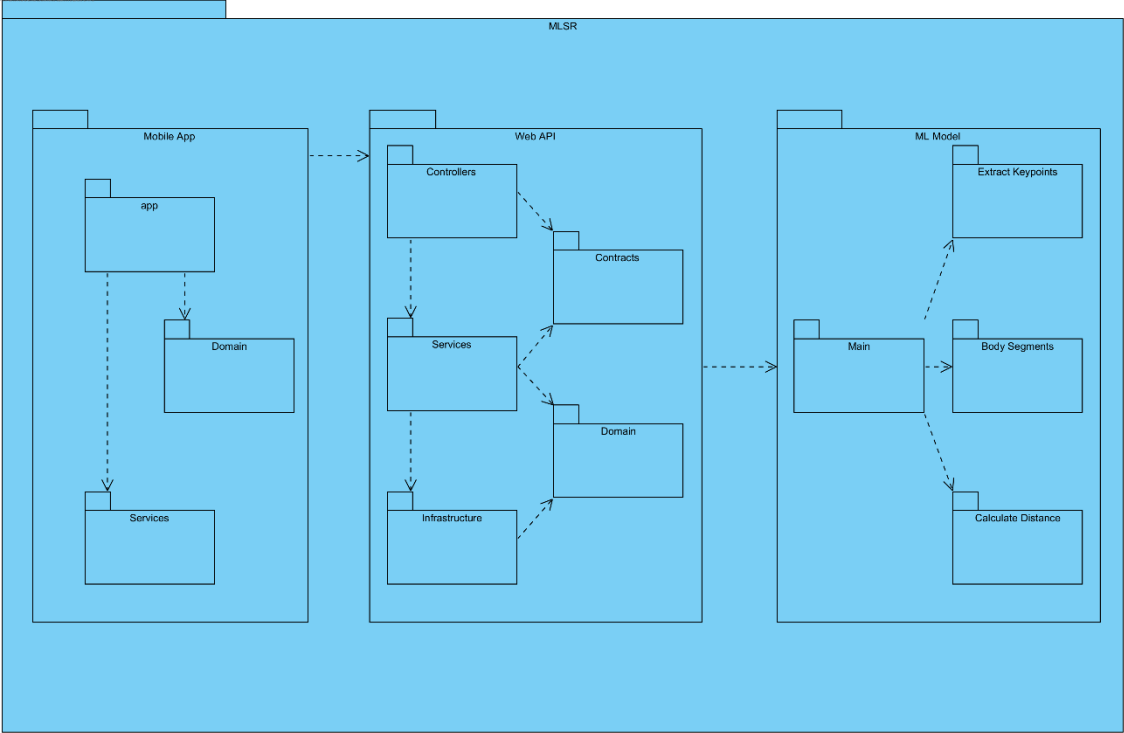 MLSR
Mobile App
app
Domain
Services
Web API
Controllers
Contracts
Services
Domain
Infrastructure
ML Model
Extract Keypoints
Main
Body Segments
Calculate Distance